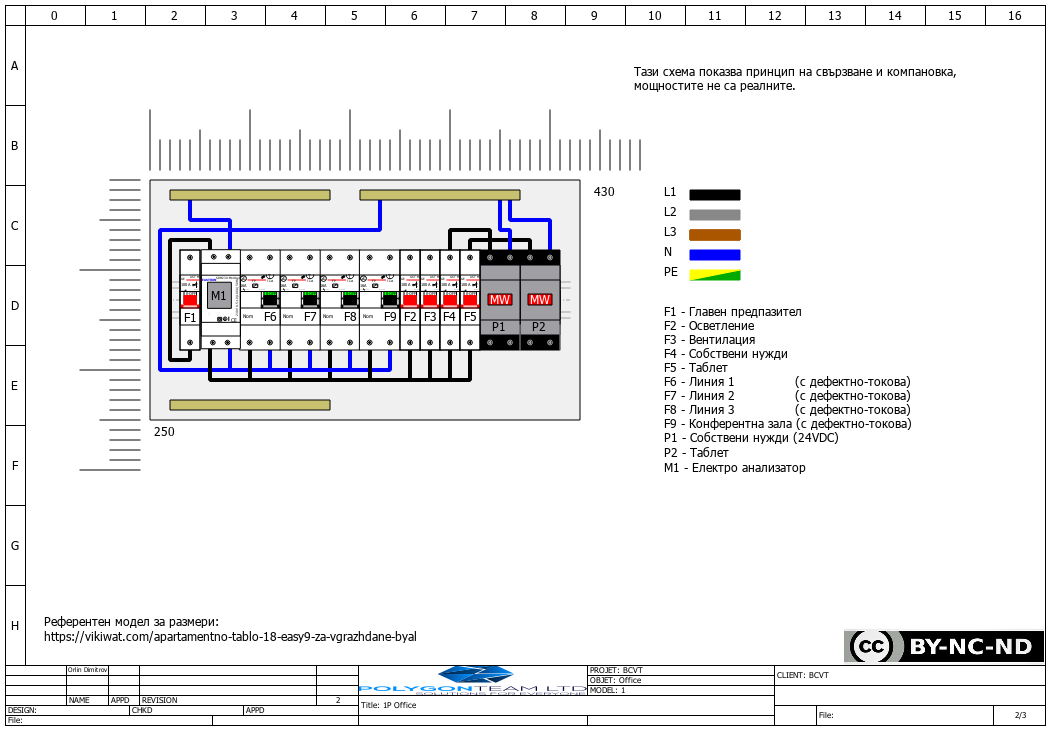 0 1 2 3 4 5 6 7 8 9 10 11 12 13 14 15 16
A
Тази схема показва принцип на свързване и компановка,
мощностите не са реалните.
B
430
L1
L2
C
L3
N
PE
D
M1
MW MW
F1 F6 F7 F8 F9 F2 F3 F4 F5 P1 P2
Nom Nom Nom Nom
F1 - Главен предпазител
F2 - Осветление
F3 - Вентилация
F4 - Собствени нужди
F5 - Таблет
F6 - Линия 1 (с дефектно-токова)
F7 - Линия 2 (с дефектно-токова)
F8 - Линия 3 (с дефектно-токова)
F9 - Конферентна зала (с дефектно-токова)
P1 - Собствени нужди (24VDC)
P2 - Таблет
M1 - Електро анализатор
E
250
F
G
H
Референтен модел за размери:
https://vikiwat.com/apartamentno-tablo-18-easy9-za-vgrazhdane-byal
cc BY-NC-ND
Orlin Dimitrov
NAME APPD REVISION 2
DESIGN: CHKD APPD
File:
POLYGONTEAM LTD
SOLUTIONS FOR EVERYONE
Title: 1P Office
PROJET: BCVT
OBJET: Office
MODEL: 1
CLIENT: BCVT
File: 2/3